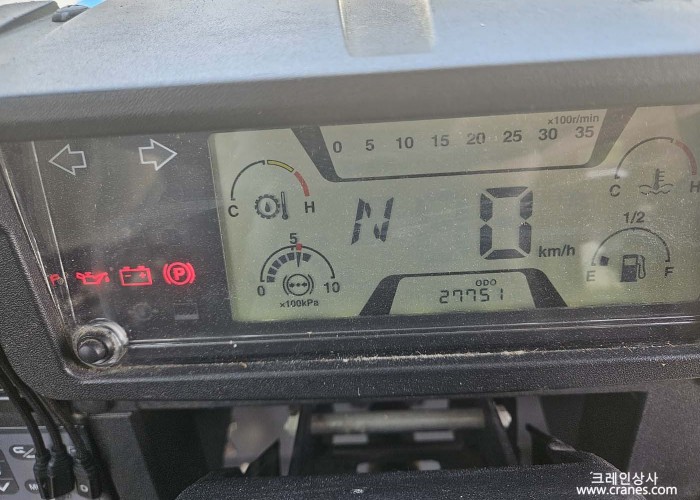 ×100r/min
0 5 10 15 20 25 30 35
C H
C H
N 0 km/h
5
0 10
×100kPa
1/2
E F
ODO
27751
P
P
크레인상사
www.cranes.com